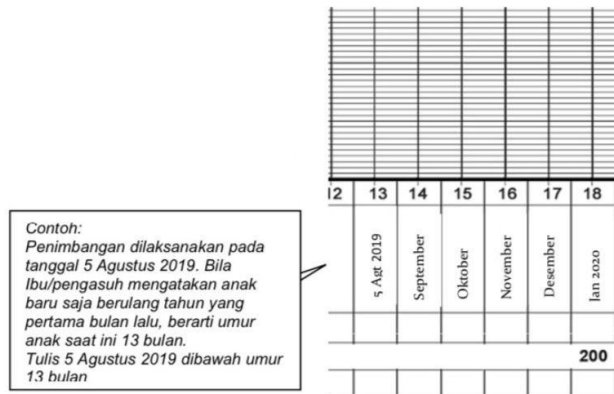 12 13 14 15 16 17 18
5 Agt 2019
September
Oktober
November
Desember
Jan 2020
Contoh:
Penimbangan dilaksanakan pada
tanggal 5 Agustus 2019. Bila
Ibu/pengasuh mengatakan anak
baru saja berulang tahun yang
pertama bulan lalu, berarti umur
anak saat ini 13 bulan.
Tulis 5 Agustus 2019 dibawah umur
13 bulan
200